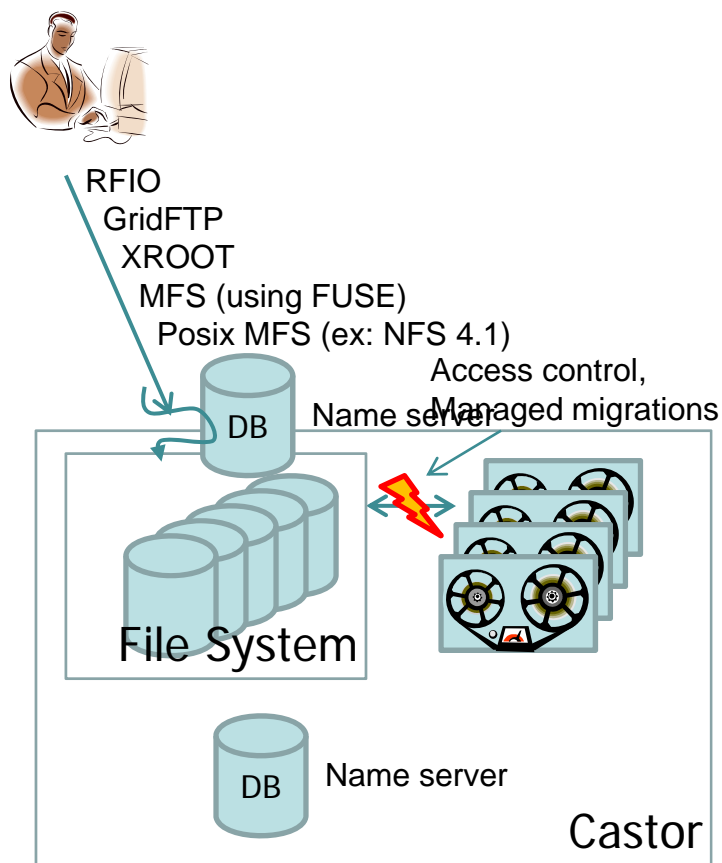 RFIO
GridFTP
XROOT
MFS (using FUSE)
Posix MFS (ex: NFS 4.1)
Access control,
Managed migrations
DB
Name server
File System
DB
Name server
Castor